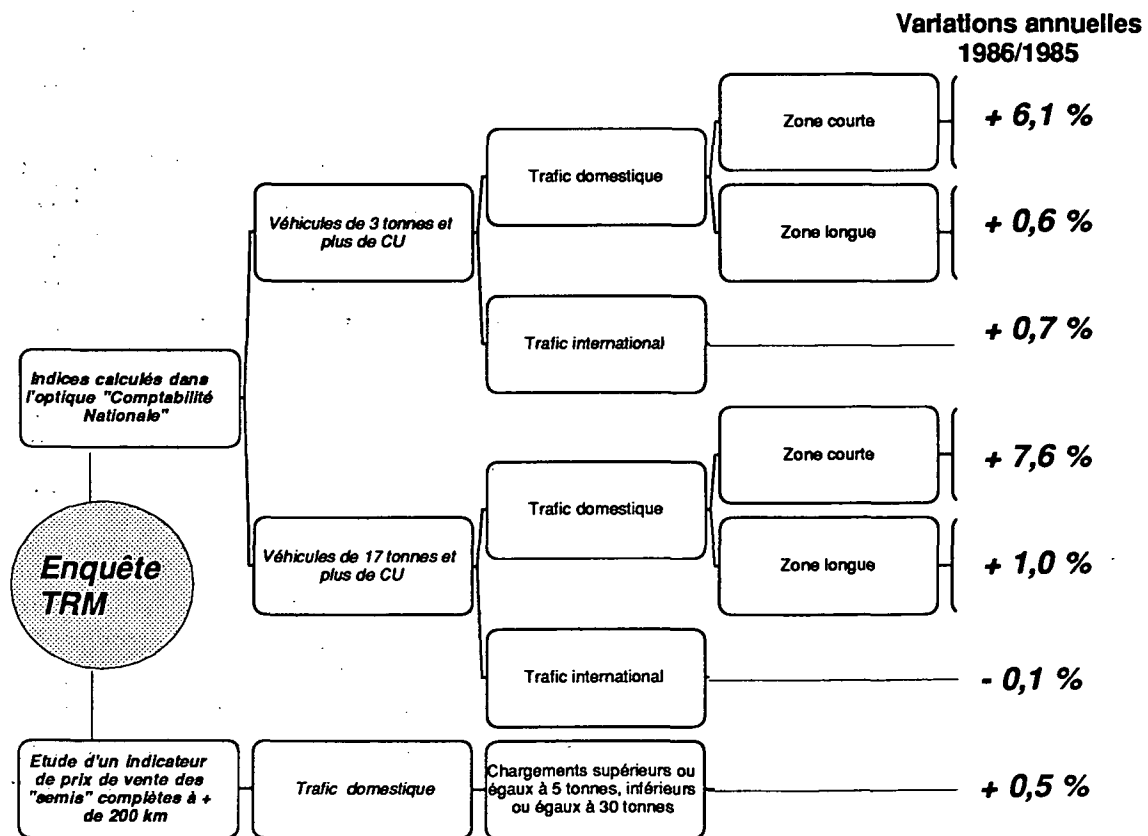 Variations annuelles
1986/1985
Zone courte
+ 6,1 %
Trafic domestique
Véhicules de 3 tonnes et
plus de CU
Zone longue
+ 0,6 %
Trafic international
+ 0,7 %
Indices calculés dans
l'optique "Comptabilité
Nationale"
Zone courte
+ 7,6 %
Trafic domestique
Véhicules de 17 tonnes et
plus de CU
Zone longue
+ 1,0 %
Enquête
TRM
Trafic international
- 0,1 %
Etude d'un indicateur
de prix de vente des
"semis" complètes à +
de 200 km
Trafic domestique
Chargements supérieurs ou
égaux à 5 tonnes, inférieurs
ou égaux à 30 tonnes
+ 0,5 %